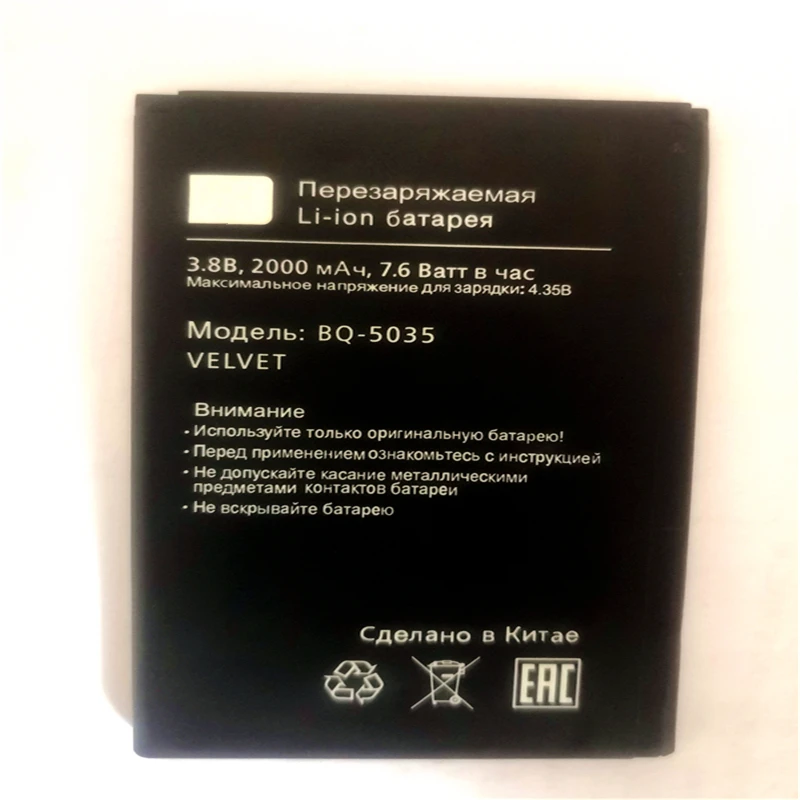 Перезаряжаемая
Li-ion батарея
3.8В, 2000 мАч, 7.6 Ватт в час
Максимальное напряжение для зарядки: 4.35В
Модель: BQ-5035
VELVET
Внимание
• Используйте только оригинальную батарею!
• Перед применением ознакомьтесь с инструкцией
• Не допускайте касание металлическими
предметами контактов батареи
• Не вскрывайте батарею
Сделано в Китае
EAC